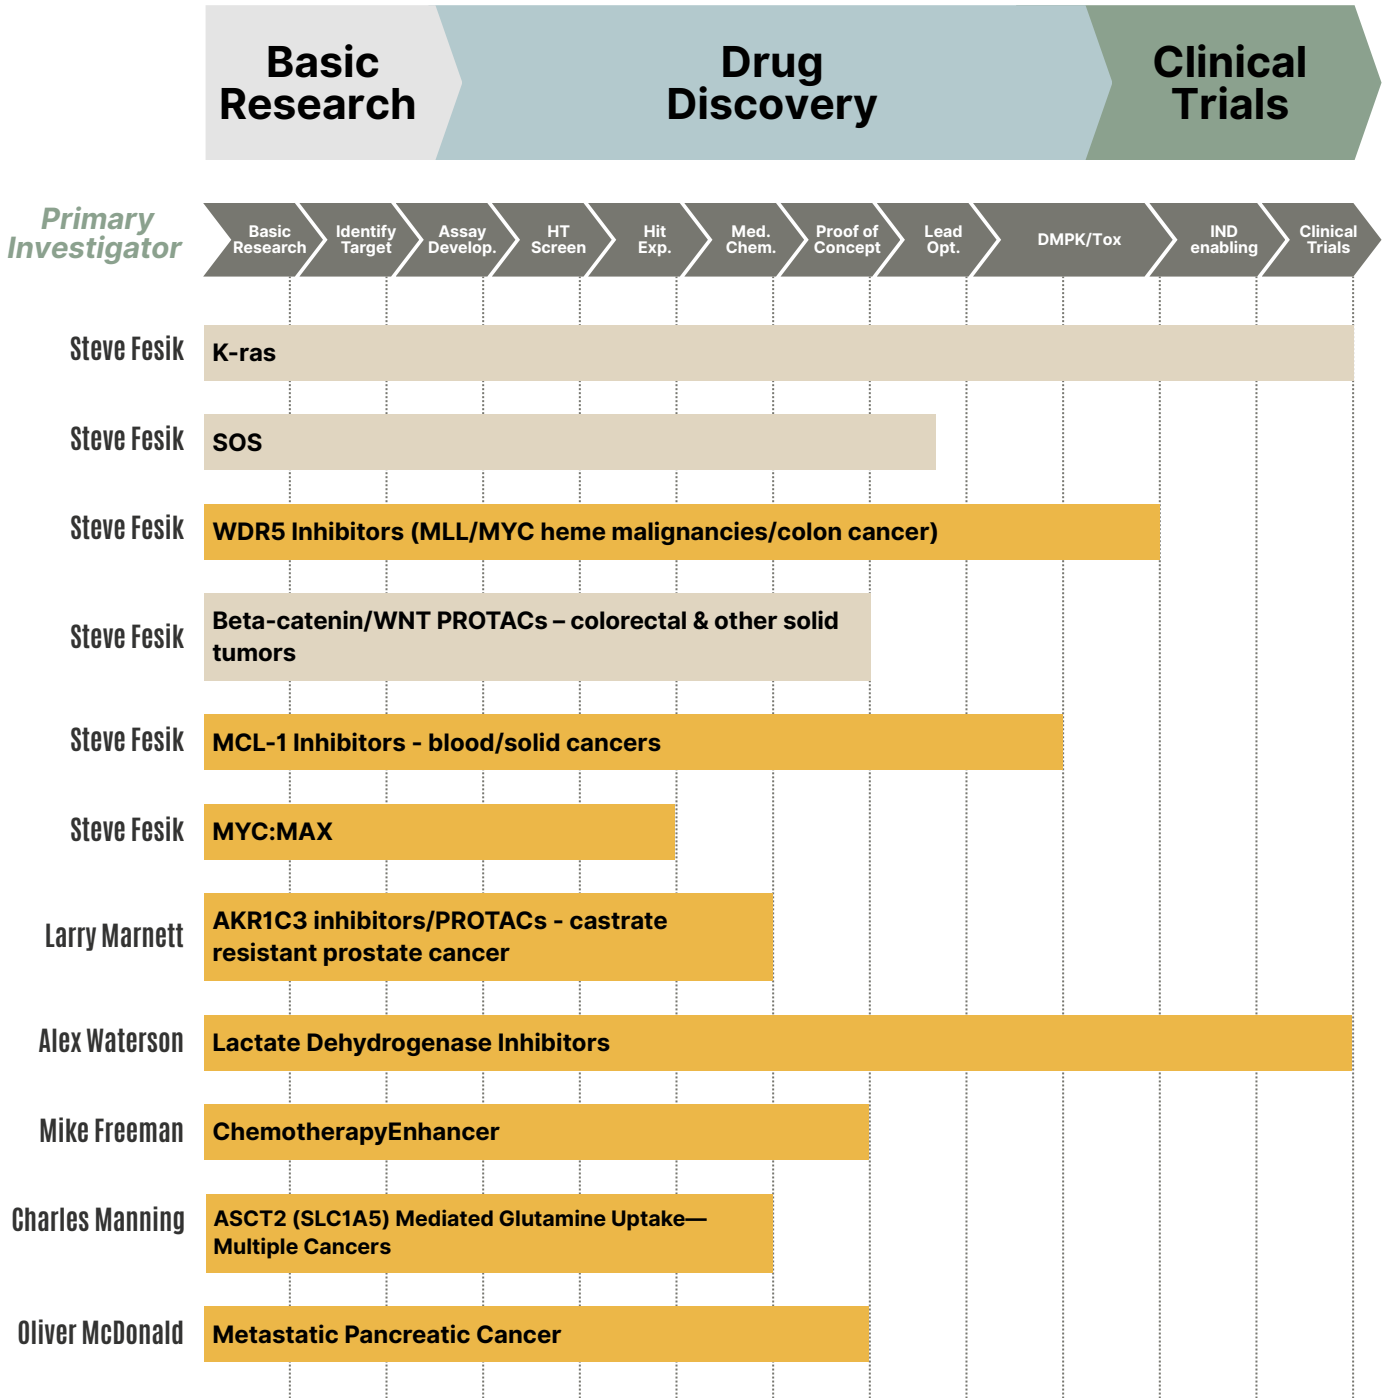 Basic
Research
Drug
Discovery
Clinical
Trials
Primary
Investigator
Basic
Research
Identify
Target
Assay
Develop.
HT
Screen
Hit
Exp.
Med.
Chem.
Proof of
Concept
Lead
Opt.
DMPK/Tox
IND
enabling
Clinical
Trials
Steve Fesik
K-ras
Steve Fesik
SOS
Steve Fesik
WDR5 Inhibitors (MLL/MYC heme malignancies/colon cancer)
Steve Fesik
Beta-catenin/WNT PROTACs – colorectal & other solid
tumors
Steve Fesik
MCL-1 Inhibitors - blood/solid cancers
Steve Fesik
MYC:MAX
Larry Marnett
AKR1C3 inhibitors/PROTACs - castrate
resistant prostate cancer
Alex Waterson
Lactate Dehydrogenase Inhibitors
Mike Freeman
ChemotherapyEnhancer
Charles Manning
ASCT2 (SLC1A5) Mediated Glutamine Uptake—
Multiple Cancers
Oliver McDonald
Metastatic Pancreatic Cancer